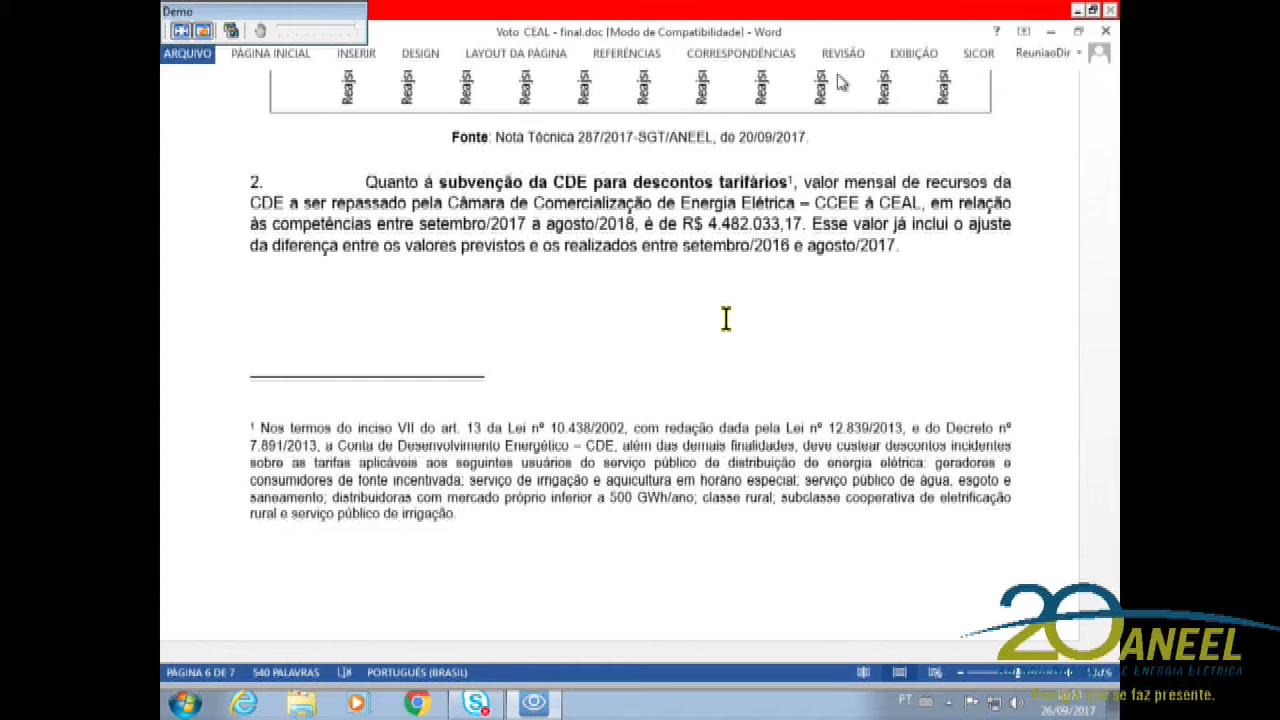 Demo
Voto CEAL - final.doc [Modo de Compatibilidade] - Word
ARQUIVO PÁGINA INICIAL INSERIR DESIGN LAYOUT DA PÁGINA REFERÊNCIAS CORRESPONDÊNCIAS REVISÃO EXIBIÇÃO SICOR ReuniaoDir
Reajs Reajs Reajs Reajs Reajs Reajs Reajs Reajs Reajs Reajs Reajs
Fonte: Nota Técnica 287/2017-SGT/ANEEL, de 20/09/2017.
2. Quanto à subvenção da CDE para descontos tarifários¹, valor mensal de recursos da
CDE a ser repassado pela Câmara de Comercialização de Energia Elétrica – CCEE à CEAL, em relação
às competências entre setembro/2017 a agosto/2018, é de R$ 4.482.033,17. Esse valor já inclui o ajuste
da diferença entre os valores previstos e os realizados entre setembro/2016 e agosto/2017.
¹ Nos termos do inciso VII do art. 13 da Lei nº 10.438/2002, com redação dada pela Lei nº 12.839/2013, e do Decreto nº
7.891/2013, a Conta de Desenvolvimento Energético – CDE, além das demais finalidades, deve custear descontos incidentes
sobre as tarifas aplicáveis aos seguintes usuários do serviço público de distribuição de energia elétrica: geradores e
consumidores de fonte incentivada; serviço de irrigação e aquicultura em horário especial; serviço público de água, esgoto e
saneamento; distribuidoras com mercado próprio inferior a 500 GWh/ano; classe rural; subclasse cooperativa de eletrificação
rural e serviço público de irrigação.
20 ANEEL
DE ENERGIA ELÉTRICA
que se faz presente.
PÁGINA 6 DE 7 540 PALAVRAS PORTUGUÊS (BRASIL)
PT
26/09/2017